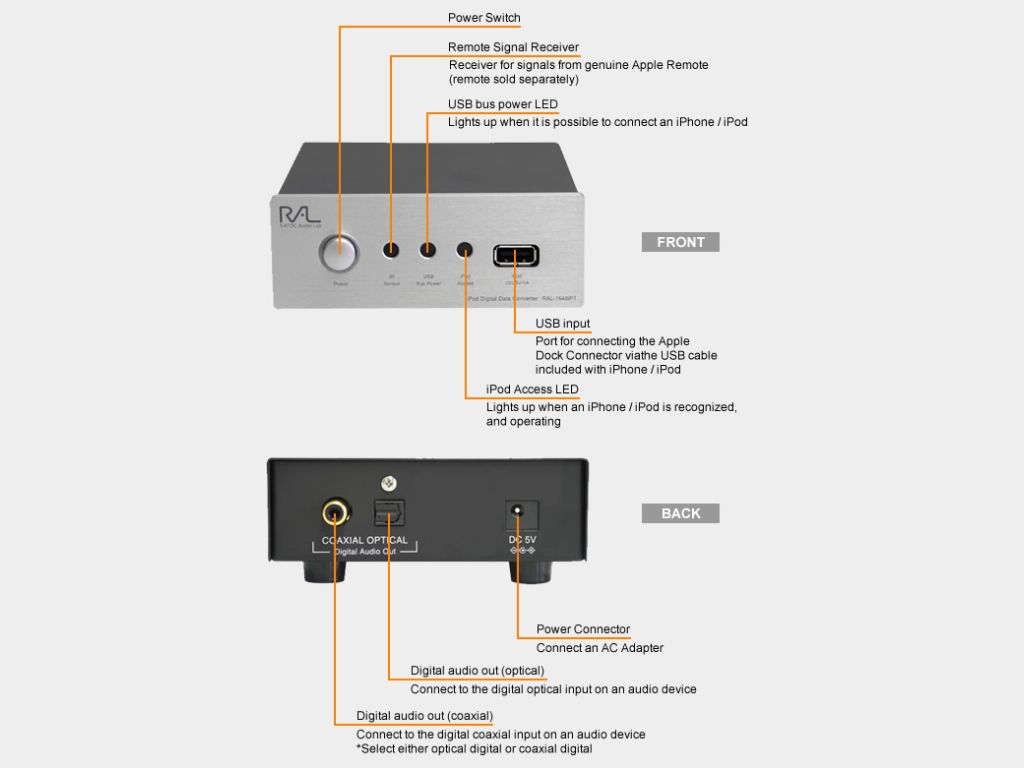 Power Switch
Remote Signal Receiver
Receiver for signals from genuine Apple Remote
(remote sold separately)
USB bus power LED
Lights up when it is possible to connect an iPhone / iPod
RAL
RATOC Audio Lab
FRONT
Power
IR
Sensor
USB
Bus Power
iPod
Access
iPod
iPod Digital Data Converter RAL-1648iP1
USB input
Port for connecting the Apple
Dock Connector viathe USB cable
included with iPhone / iPod
iPod Access LED
Lights up when an iPhone / iPod is recognized,
and operating
BACK
COAXIAL OPTICAL
Digital Audio Out
DC 5V
Power Connector
Connect an AC Adapter
Digital audio out (optical)
Connect to the digital optical input on an audio device
Digital audio out (coaxial)
Connect to the digital coaxial input on an audio device
*Select either optical digital or coaxial digital